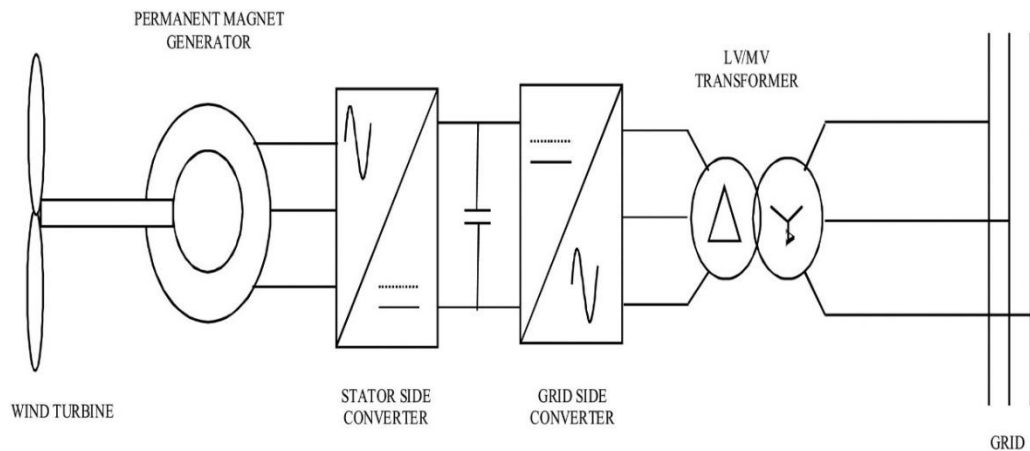 PERMANENT MAGNET
GENERATOR
LV/MV
TRANSFORMER
WIND TURBINE
STATOR SIDE
CONVERTER
GRID SIDE
CONVERTER
GRID